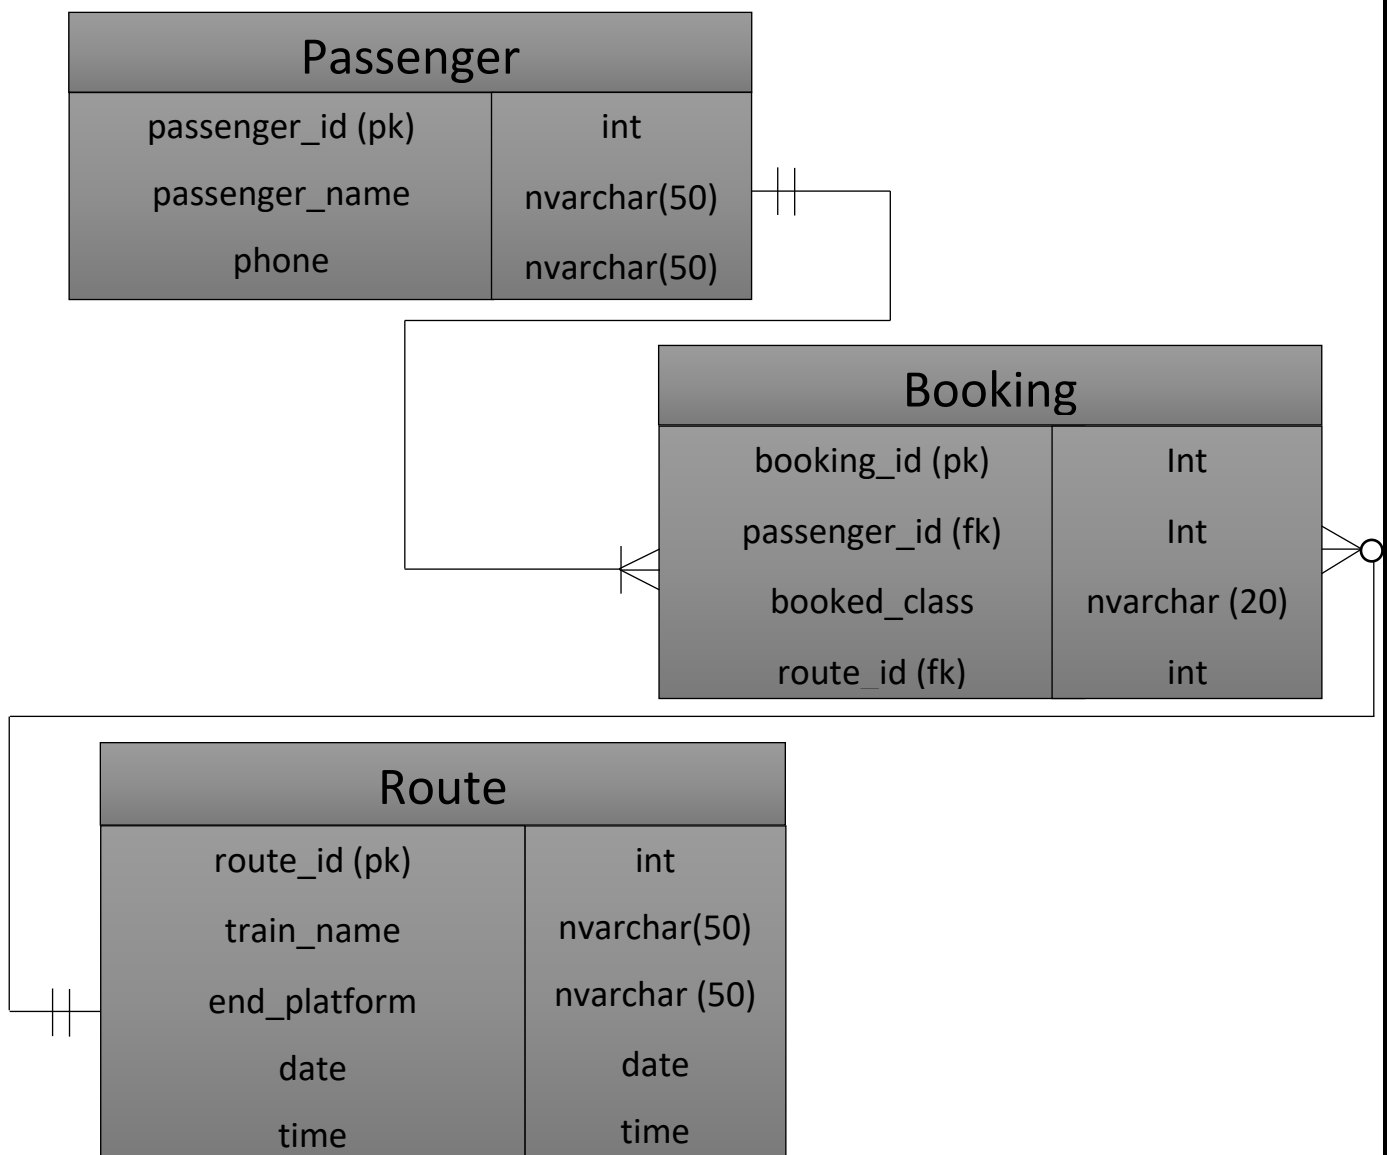 Passenger
passenger_id (pk) int
passenger_name nvarchar(50)
phone nvarchar(50)
Booking
booking_id (pk) Int
passenger_id (fk) Int
booked_class nvarchar (20)
route_id (fk) int
Route
route_id (pk) int
train_name nvarchar(50)
end_platform nvarchar (50)
date date
time time